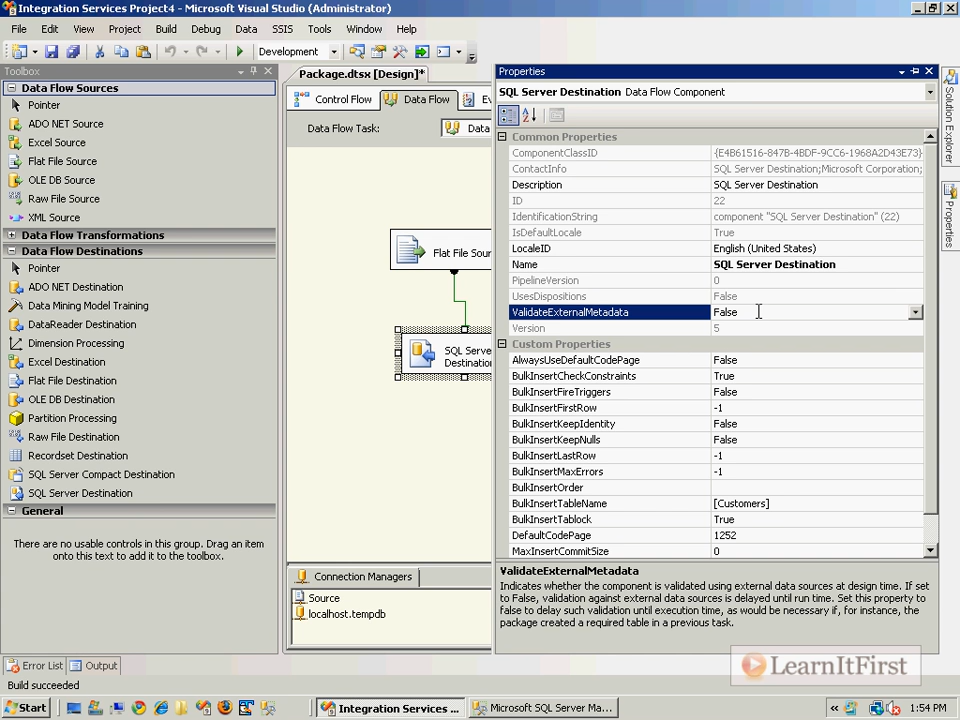 Integration Services Project4 - Microsoft Visual Studio (Administrator)
File Edit View Project Build Debug Data SSIS Tools Window Help
Development
Toolbox
Data Flow Sources
Pointer
ADO NET Source
Excel Source
Flat File Source
OLE DB Source
Raw File Source
XML Source
Data Flow Transformations
Data Flow Destinations
Pointer
ADO NET Destination
Data Mining Model Training
DataReader Destination
Dimension Processing
Excel Destination
Flat File Destination
OLE DB Destination
Partition Processing
Raw File Destination
Recordset Destination
SQL Server Compact Destination
SQL Server Destination
General
There are no usable controls in this group. Drag an item
onto this text to add it to the toolbox.
Package.dtsx [Design]*
Control Flow Data Flow Ev
Data Flow Task: Data
Flat File Sour
SQL Serve
Destination
Connection Managers
Source
localhost.tempdb
Properties
SQL Server Destination Data Flow Component
Common Properties
ComponentClassID {E4B61516-847B-4BDF-9CC6-1968A2D43E73}
ContactInfo SQL Server Destination;Microsoft Corporation;
Description SQL Server Destination
ID 22
IdentificationString component "SQL Server Destination" (22)
IsDefaultLocale True
LocaleID English (United States)
Name SQL Server Destination
PipelineVersion 0
UsesDispositions False
ValidateExternalMetadata False
Version 5
Custom Properties
AlwaysUseDefaultCodePage False
BulkInsertCheckConstraints True
BulkInsertFireTriggers False
BulkInsertFirstRow -1
BulkInsertKeepIdentity False
BulkInsertKeepNulls False
BulkInsertLastRow -1
BulkInsertMaxErrors -1
BulkInsertOrder
BulkInsertTableName [Customers]
BulkInsertTablock True
DefaultCodePage 1252
MaxInsertCommitSize 0
ValidateExternalMetadata
Indicates whether the component is validated using external data sources at design time. If set
to False, validation against external data sources is delayed until run time. Set this property to
false to delay such validation until execution time, as would be necessary if, for instance, the
package created a required table in a previous task.
Solution Explorer
Properties
Error List Output
LearnItFirst
Build succeeded
Start Integration Services ... Microsoft SQL Server Ma... 1:54 PM